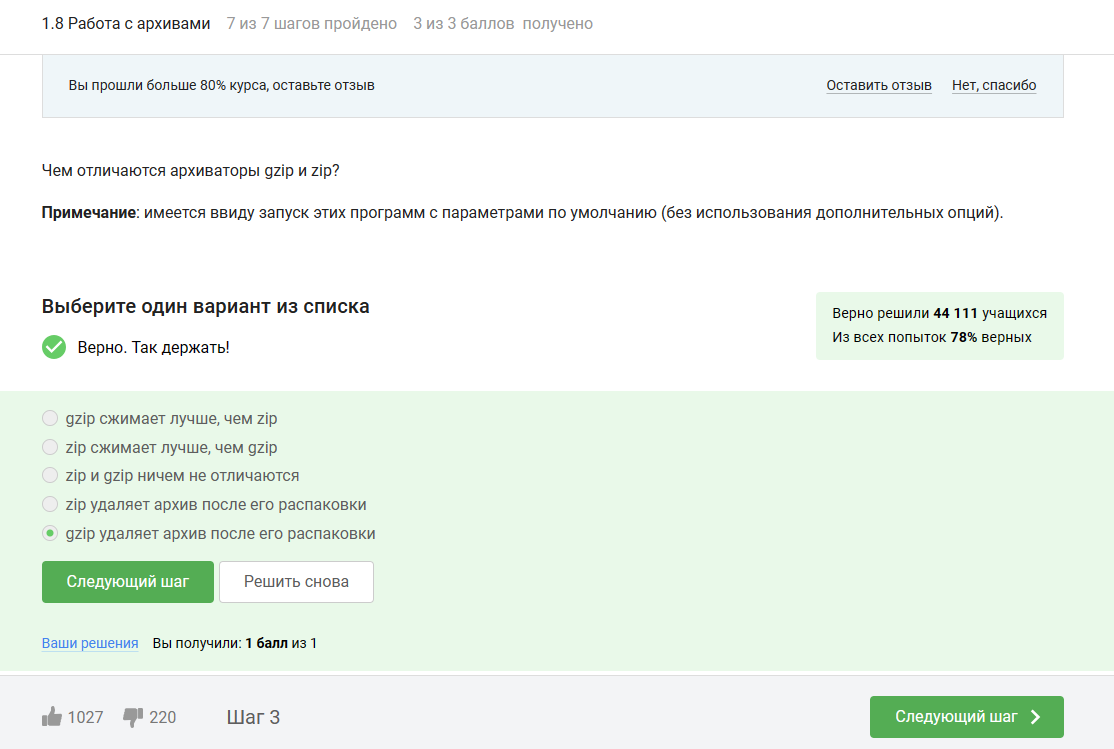 1.8 Работа с архивами 7 из 7 шагов пройдено 3 из 3 баллов получено
Вы прошли больше 80% курса, оставьте отзыв Оставить отзыв Нет, спасибо
Чем отличаются архиваторы gzip и zip?
Примечание: имеется ввиду запуск этих программ с параметрами по умолчанию (без использования дополнительных опций).
Выберите один вариант из списка
Верно. Так держать!
Верно решили 44 111 учащихся
Из всех попыток 78% верных
gzip сжимает лучше, чем zip
zip сжимает лучше, чем gzip
zip и gzip ничем не отличаются
zip удаляет архив после его распаковки
gzip удаляет архив после его распаковки
Следующий шаг Решить снова
Ваши решения Вы получили: 1 балл из 1
1027 220 Шаг 3 Следующий шаг